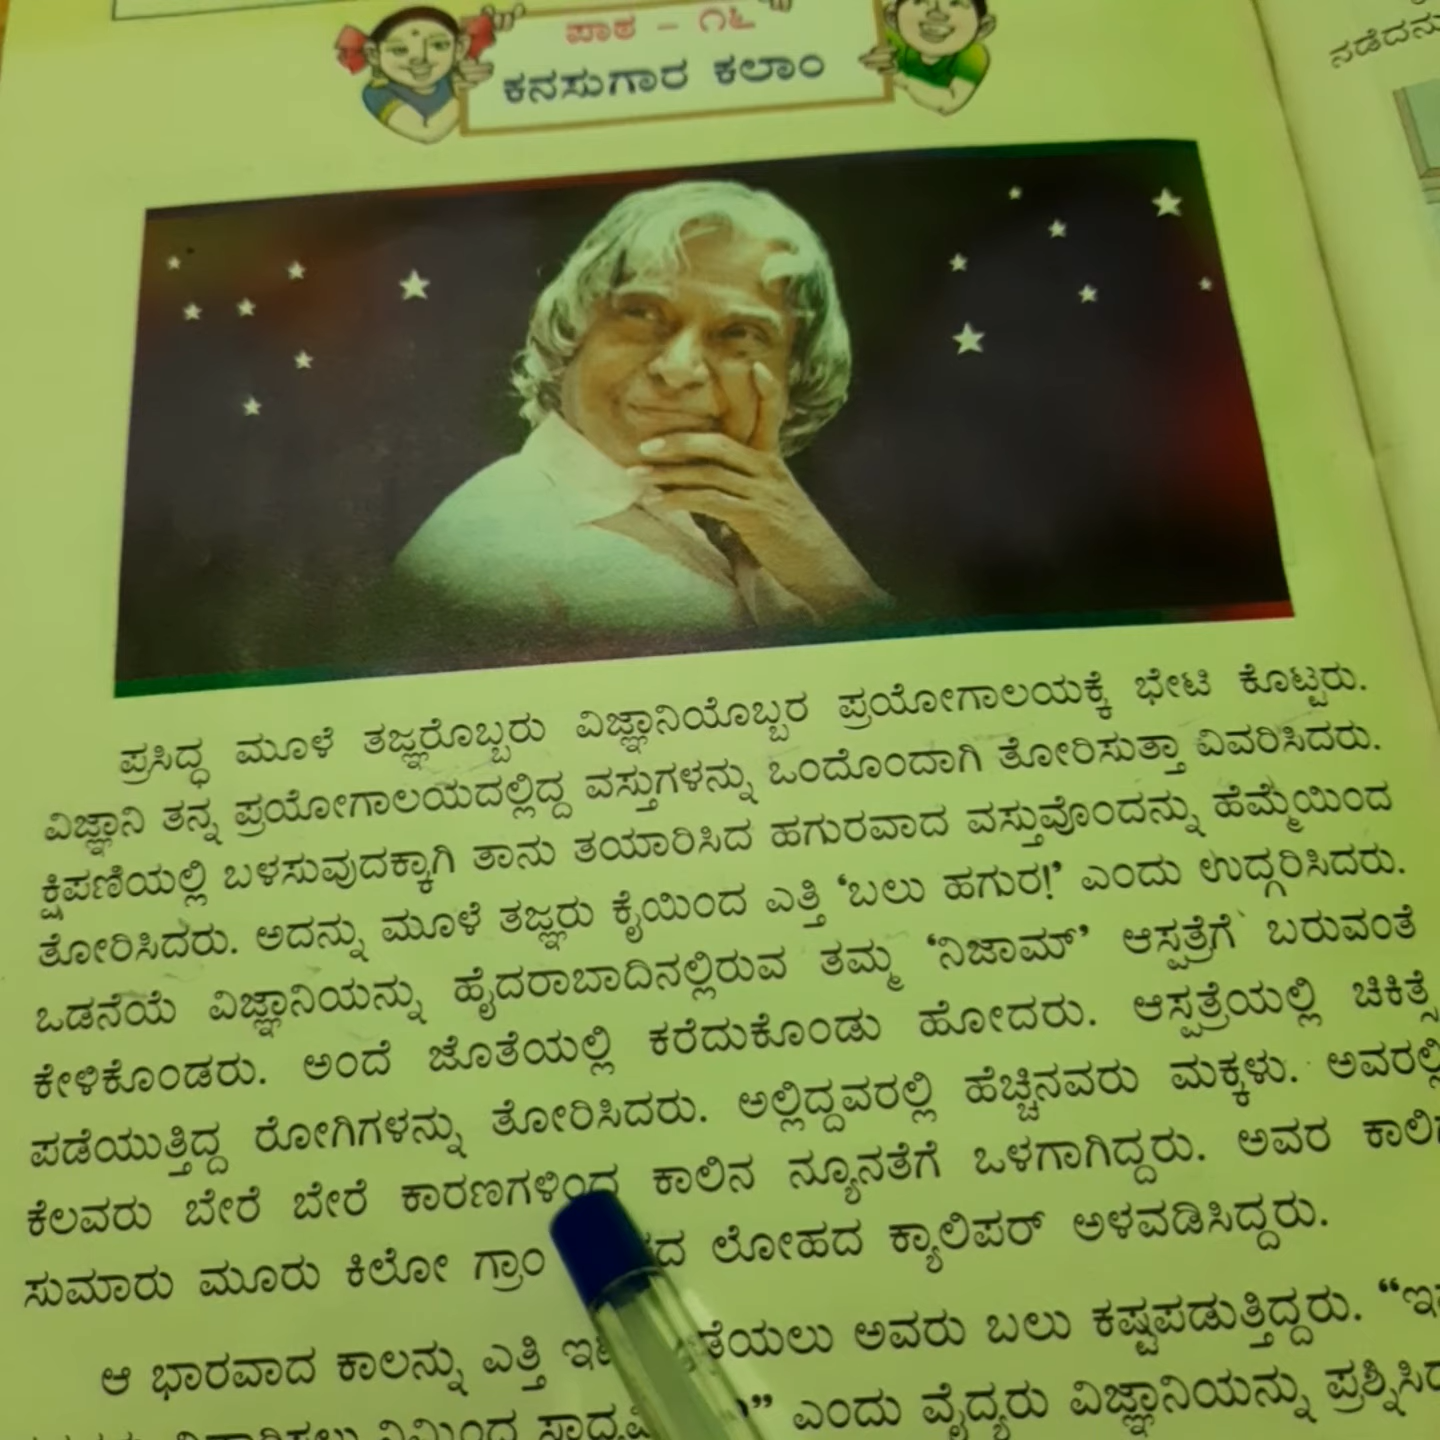 ಪಾಠ - ೧೬
ಕನಸುಗಾರ ಕಲಾಂ
ನಡೆದನು
ಪ್ರಸಿದ್ಧ ಮೂಳೆ ತಜ್ಞರೊಬ್ಬರು ವಿಜ್ಞಾನಿಯೊಬ್ಬರ ಪ್ರಯೋಗಾಲಯಕ್ಕೆ ಭೇಟಿ ಕೊಟ್ಟರು.
ವಿಜ್ಞಾನಿ ತನ್ನ ಪ್ರಯೋಗಾಲಯದಲ್ಲಿದ್ದ ವಸ್ತುಗಳನ್ನು ಒಂದೊಂದಾಗಿ ತೋರಿಸುತ್ತಾ ವಿವರಿಸಿದರು.
ಕ್ಷಿಪಣಿಯಲ್ಲಿ ಬಳಸುವುದಕ್ಕಾಗಿ ತಾನು ತಯಾರಿಸಿದ ಹಗುರವಾದ ವಸ್ತುವೊಂದನ್ನು ಹೆಮ್ಮೆಯಿಂದ
ತೋರಿಸಿದರು. ಅದನ್ನು ಮೂಳೆ ತಜ್ಞರು ಕೈಯಿಂದ ಎತ್ತಿ ‘ಬಲು ಹಗುರ!’ ಎಂದು ಉದ್ಗರಿಸಿದರು.
ಒಡನೆಯೆ ವಿಜ್ಞಾನಿಯನ್ನು ಹೈದರಾಬಾದಿನಲ್ಲಿರುವ ತಮ್ಮ ‘ನಿಜಾಮ್’ ಆಸ್ಪತ್ರೆಗೆ ಬರುವಂತೆ
ಕೇಳಿಕೊಂಡರು. ಅಂದೆ ಜೊತೆಯಲ್ಲಿ ಕರೆದುಕೊಂಡು ಹೋದರು. ಆಸ್ಪತ್ರೆಯಲ್ಲಿ ಚಿಕಿತ್ಸೆ
ಪಡೆಯುತ್ತಿದ್ದ ರೋಗಿಗಳನ್ನು ತೋರಿಸಿದರು. ಅಲ್ಲಿದ್ದವರಲ್ಲಿ ಹೆಚ್ಚಿನವರು ಮಕ್ಕಳು. ಅವರಲ್ಲಿ
ಕೆಲವರು ಬೇರೆ ಬೇರೆ ಕಾರಣಗಳಿಂದ ಕಾಲಿನ ನ್ಯೂನತೆಗೆ ಒಳಗಾಗಿದ್ದರು. ಅವರ
ಸುಮಾರು ಮೂರು ಕಿಲೋ ಗ್ರಾಂ ಲೋಹದ ಕ್ಯಾಲಿಪರ್ ಅಳವಡಿಸಿದ್ದರು.
ಆ ಭಾರವಾದ ಕಾಲನ್ನು ಎತ್ತಿ ಅವರು ಬಲು ಕಷ್ಟಪಡುತ್ತಿದ್ದರು.
ನಿಮ್ಮಿಂದ ಎಂದು ವೈದ್ಯರು ವಿಜ್ಞಾನಿಯನ್ನು